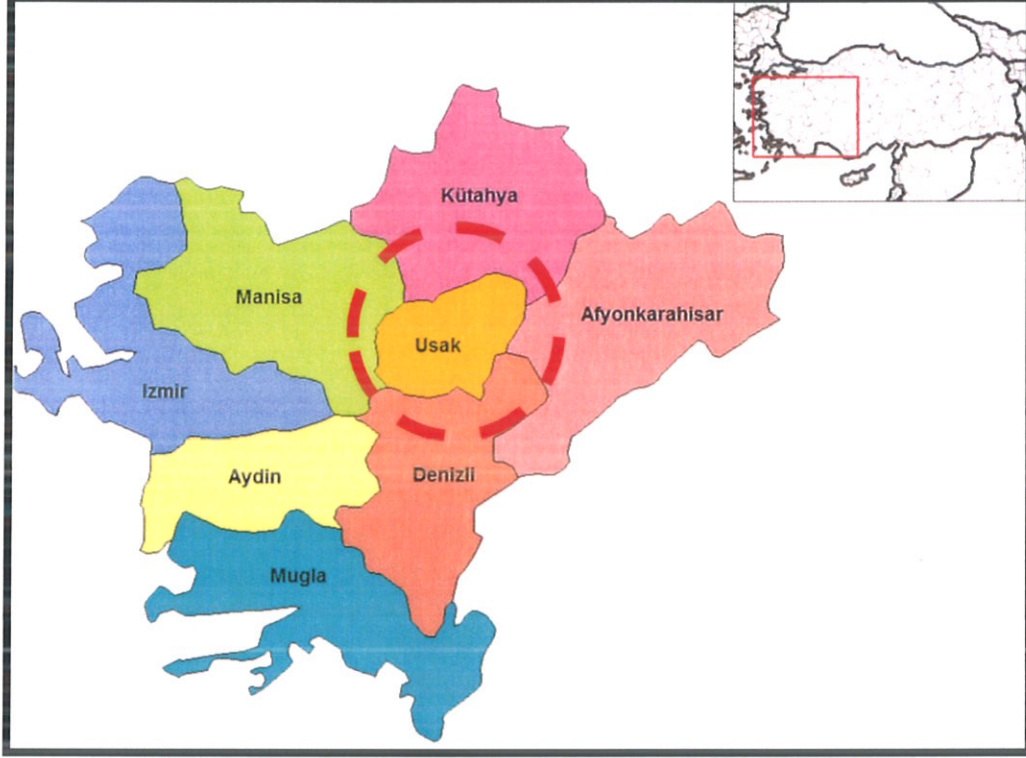 Kütahya
Manisa
Afyonkarahisar
Usak
Izmir
Aydin
Denizli
Mugla